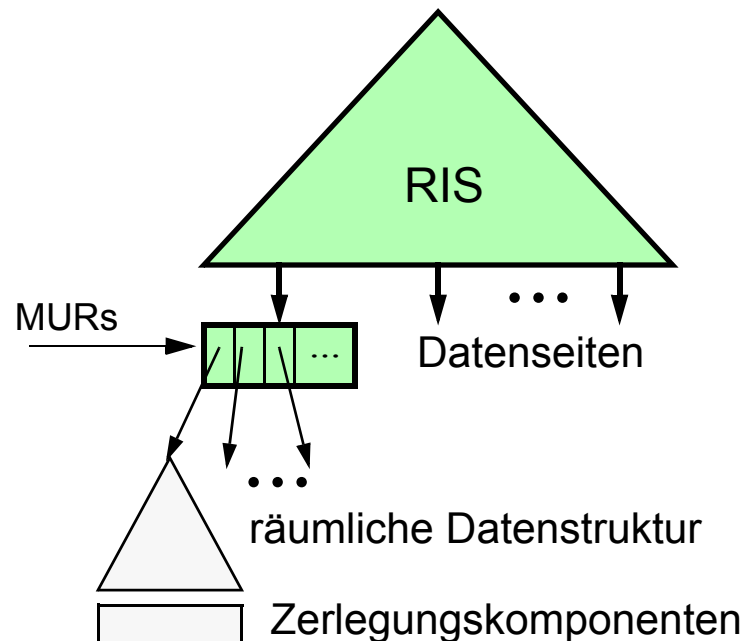 RIS
MURs
...
Datenseiten
...
...
räumliche Datenstruktur
Zerlegungskomponenten